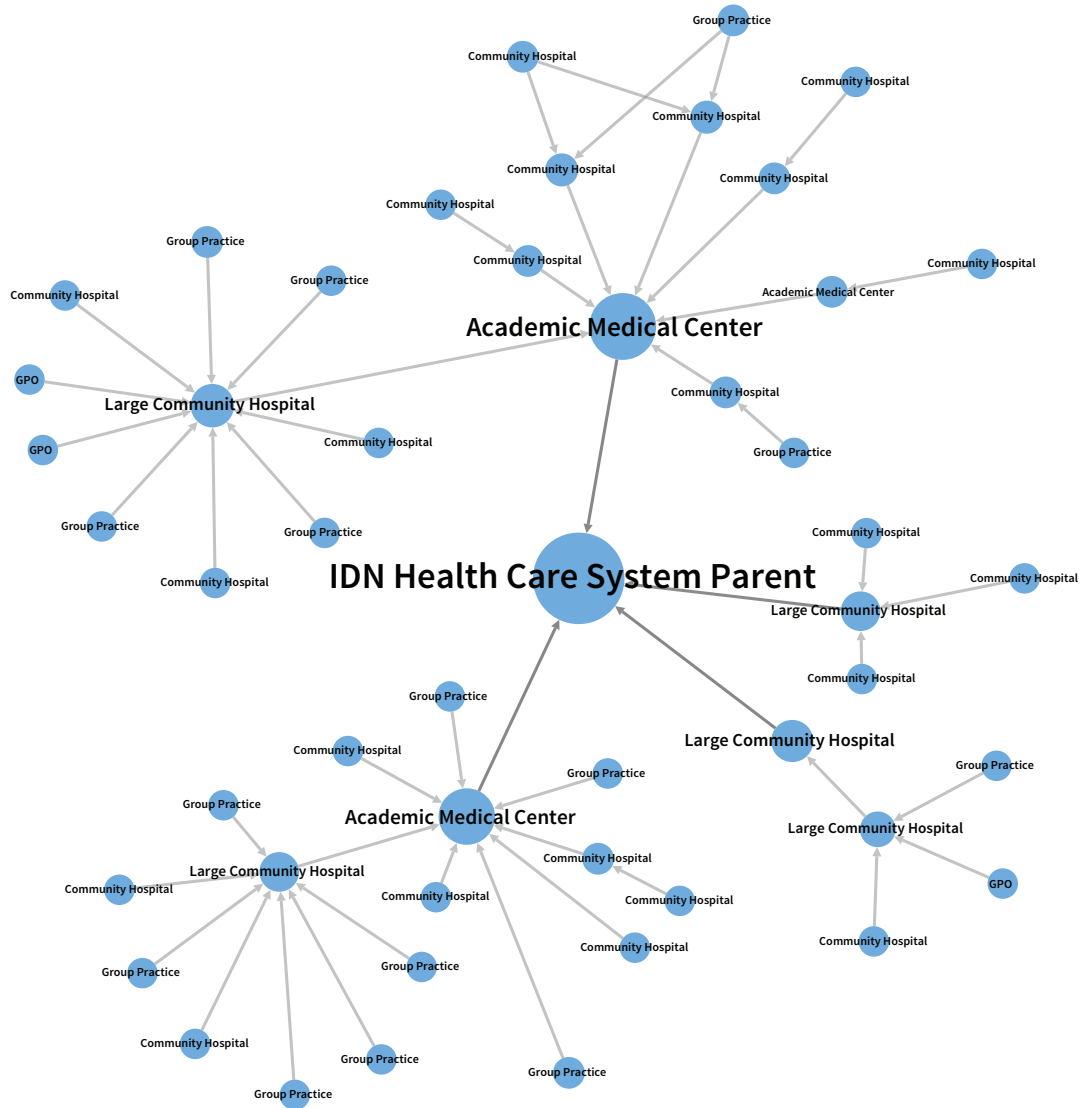 Group Practice
Community Hospital
Community Hospital
Community Hospital
Community Hospital
Community Hospital
Community Hospital
Group Practice
Community Hospital
Community Hospital
Group Practice
Academic Medical Center
Community Hospital
Academic Medical Center
GPO
Community Hospital
Large Community Hospital
Community Hospital
GPO
Group Practice
Group Practice
Group Practice
Community Hospital
IDN Health Care System Parent
Community Hospital
Community Hospital
Large Community Hospital
Community Hospital
Group Practice
Large Community Hospital
Community Hospital
Group Practice
Group Practice
Group Practice
Academic Medical Center
Large Community Hospital
Community Hospital
Large Community Hospital
GPO
Community Hospital
Community Hospital
Community Hospital
Community Hospital
Community Hospital
Group Practice
Group Practice
Community Hospital
Group Practice
Group Practice
Group Practice